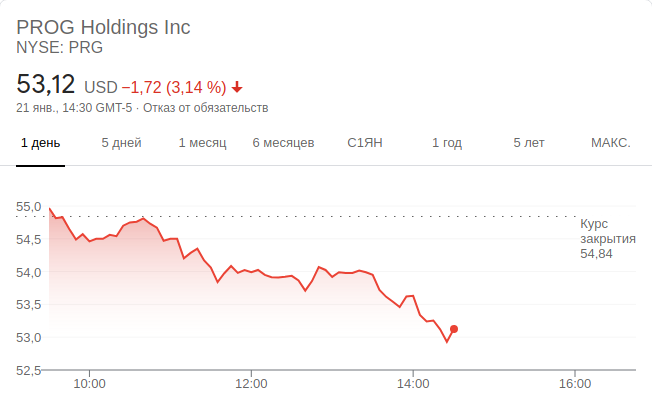 PROG Holdings Inc
NYSE: PRG
53,12 USD −1,72 (3,14 %)
21 янв., 14:30 GMT-5 · Отказ от обязательств
1 день 5 дней 1 месяц 6 месяцев С1ЯН 1 год 5 лет МАКС.
55,0
Курс
закрытия
54,84
54,5
54,0
53,5
53,0
52,5
10:00 12:00 14:00 16:00